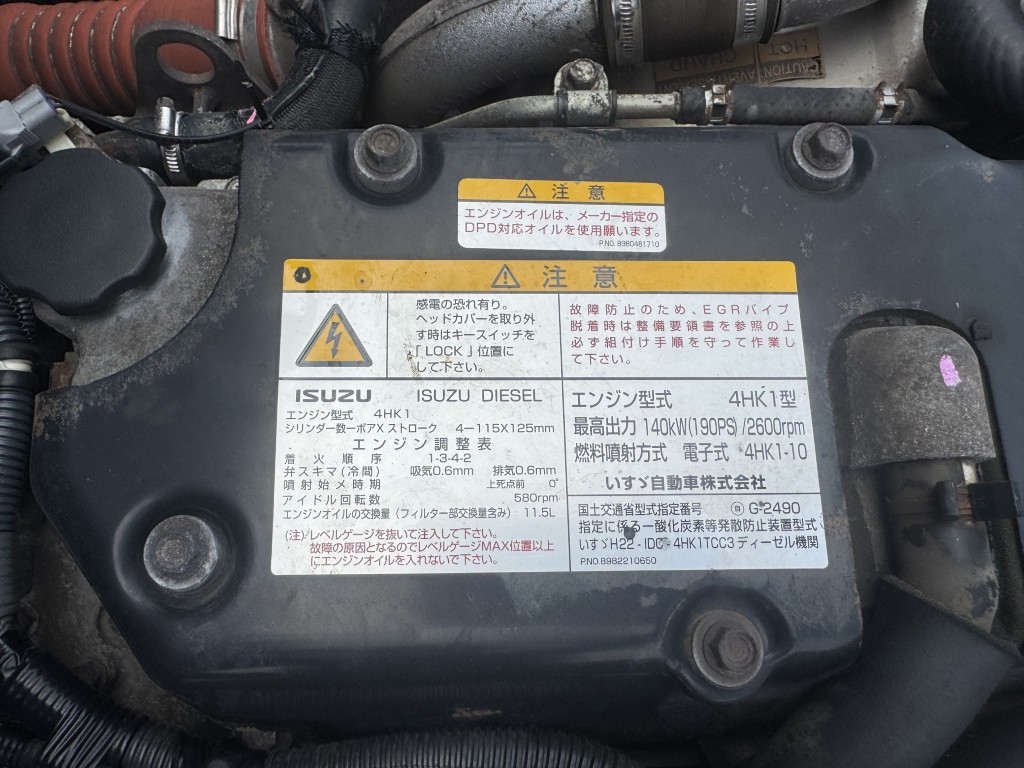 CAUTION
HOT
CHAUD
注意
エンジンオイルは、メーカー指定の
DPD対応オイルを使用願います。
P.NO. 8980461710
注意
感電の恐れ有り。
ヘッドカバーを取り外
す時はキースイッチを
「LOCK」位置に
して下さい。
故障防止のため、EGRパイプ
脱着時は整備要領書を参照の上
必ず組付け手順を守って作業し
て下さい。
ISUZU ISUZU DIESEL
エンジン型式 4HK1
シリンダー数ーボアX ストローク 4ー115X125mm
エンジン調整表
着火順序 1-3-4-2
弁スキマ(冷間) 吸気0.6mm 排気0.6mm
噴射始メ時期 上死点前 0°
アイドル回転数 580rpm
エンジンオイルの交換量(フィルター部交換量含み) 11.5L
(注)レベルゲージを抜いて注入して下さい。
故障の原因となるのでレベルゲージMAX位置以上
にエンジンオイルを入れないで下さい。
エンジン型式 4HK1型
最高出力 140kW(190PS)/2600rpm
燃料噴射方式 電子式 4HK1-10
いすゞ自動車株式会社
国土交通省型式指定番号 G-2490
指定に係る一酸化炭素等発散防止装置型式
いすゞH22-IDC-4HK1TCC3ディーゼル機関
P.NO.8982210650